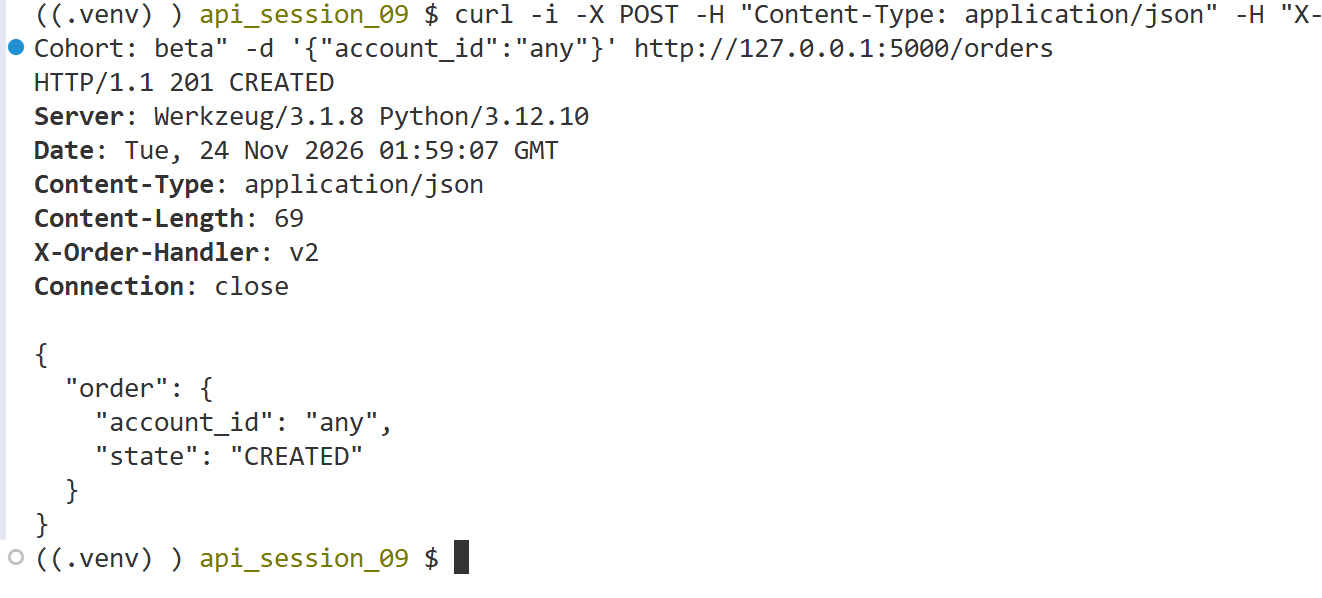 ((.venv) ) api_session_09 $ curl -i -X POST -H "Content-Type: application/json" -H "X-
Cohort: beta" -d '{"account_id":"any"}' http://127.0.0.1:5000/orders
HTTP/1.1 201 CREATED
Server: Werkzeug/3.1.8 Python/3.12.10
Date: Tue, 24 Nov 2026 01:59:07 GMT
Content-Type: application/json
Content-Length: 69
X-Order-Handler: v2
Connection: close

{
  "order": {
    "account_id": "any",
    "state": "CREATED"
  }
}
((.venv) ) api_session_09 $